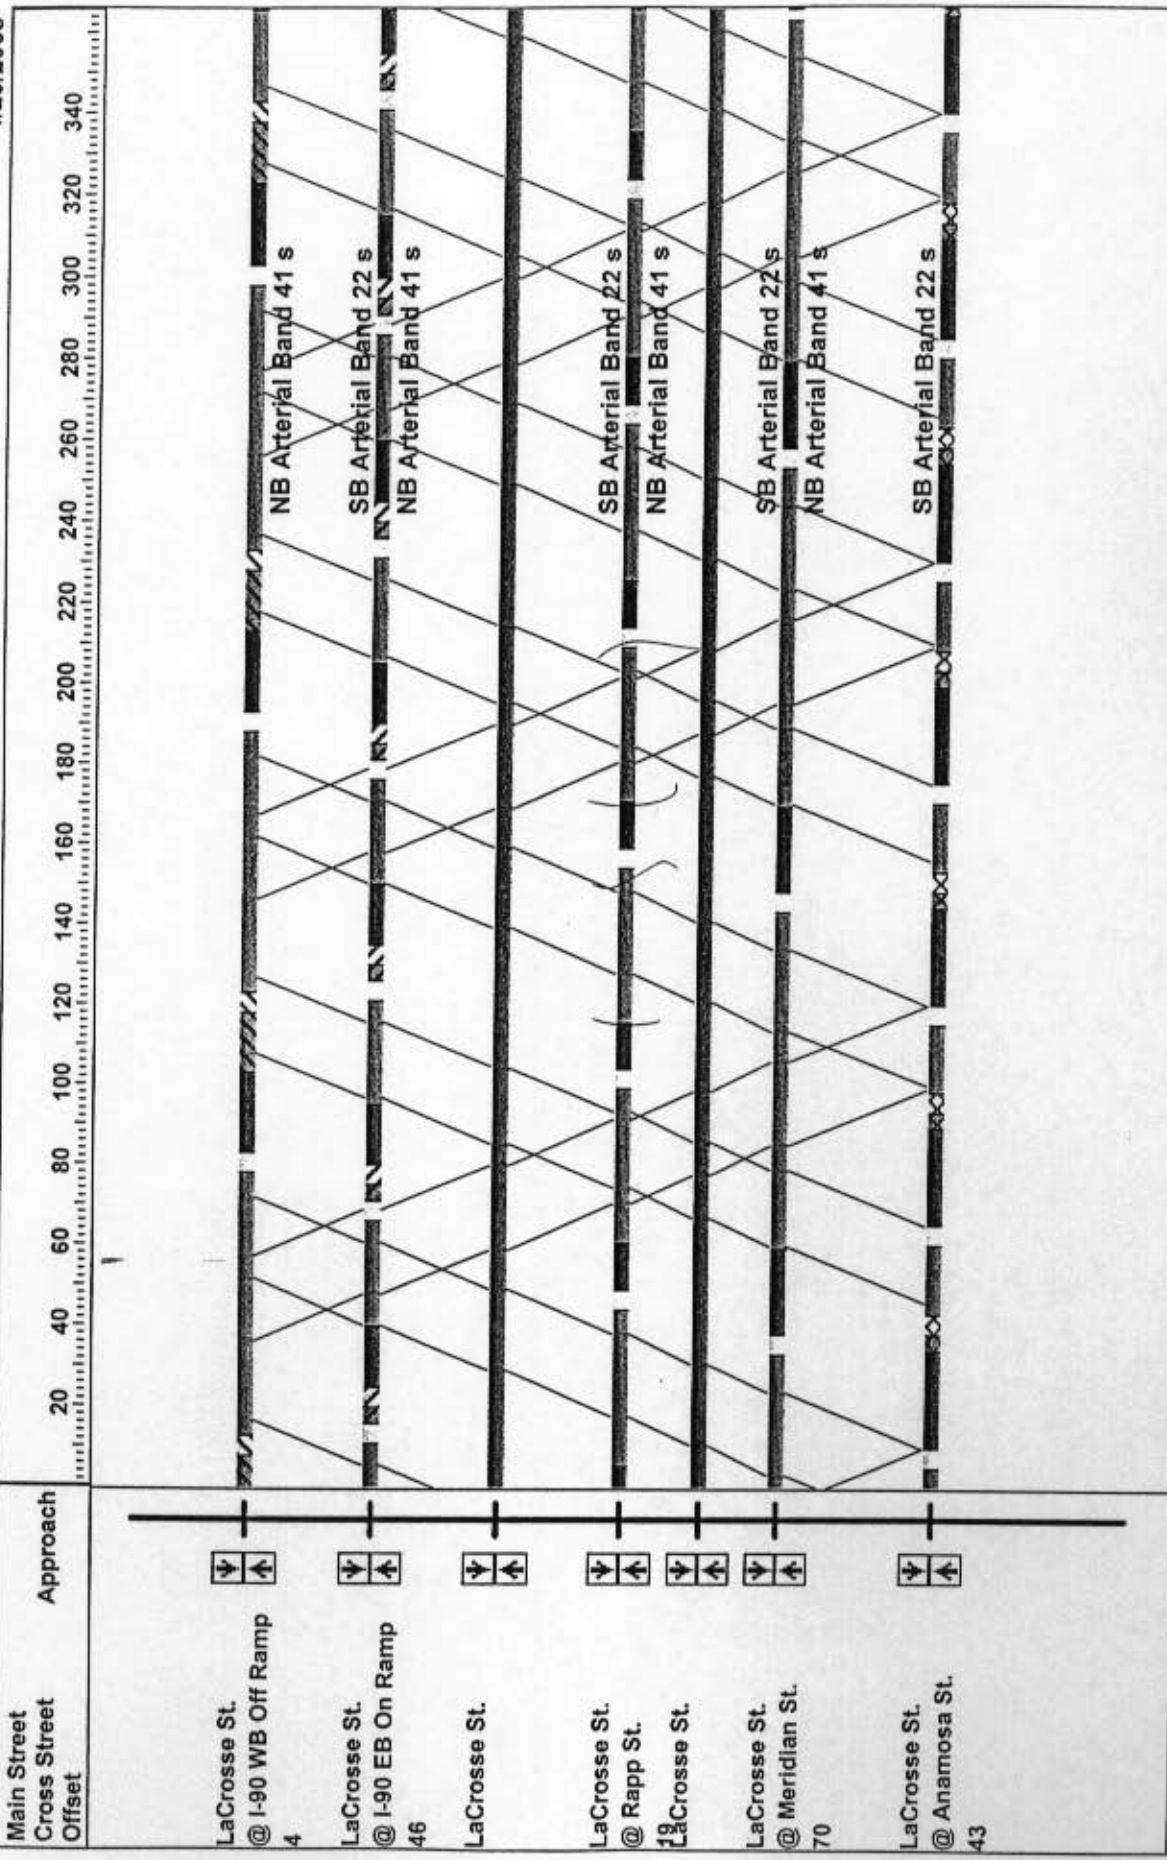 Main Street
Cross Street
Offset
Approach
20 40 60 80 100 120 140 160 180 200 220 240 260 280 300 320 340
LaCrosse St.
@ I-90 WB Off Ramp
4
NB Arterial Band 41 s
LaCrosse St.
@ I-90 EB On Ramp
46
SB Arterial Band 22 s
NB Arterial Band 41 s
LaCrosse St.
LaCrosse St.
@ Rapp St.
19
SB Arterial Band 22 s
NB Arterial Band 41 s
LaCrosse St.
LaCrosse St.
@ Meridian St.
70
SB Arterial Band 22 s
NB Arterial Band 41 s
LaCrosse St.
@ Anamosa St.
43
SB Arterial Band 22 s